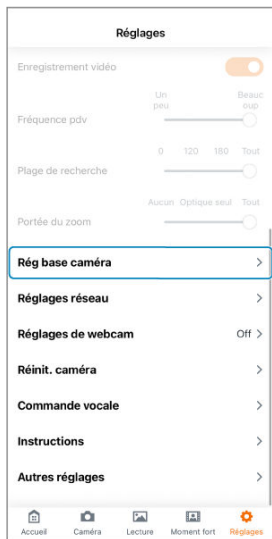 Réglages
Enregistrement vidéo
Un peu
Beauc oup
Fréquence pdv
0 120 180 Tout
Plage de recherche
Aucun Optique seul Tout
Portée du zoom
Rég base caméra
Réglages réseau
Réglages de webcam Off
Réinit. caméra
Commande vocale
Instructions
Autres réglages
Accueil Caméra Lecture Moment fort Réglages